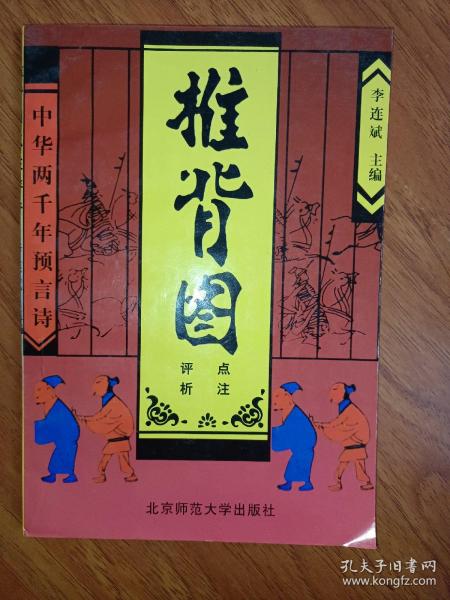 中华两千年预言诗
推背图
李连斌 主编
点注
评析
北京师范大学出版社
孔夫子旧书网
www.kongfz.com